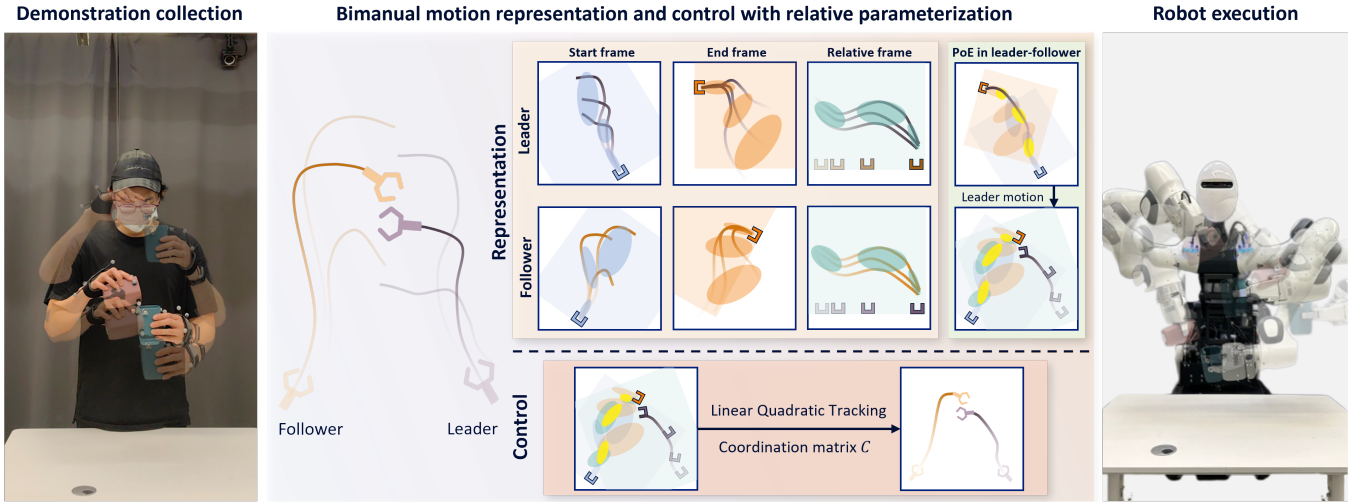 Demonstration collection
Bimanual motion representation and control with relative parameterization
Robot execution
Start frame
End frame
Relative frame
PoE in leader-follower
Representation
Leader
Leader motion
Follower
Follower
Leader
Control
Linear Quadratic Tracking
Coordination matrix C